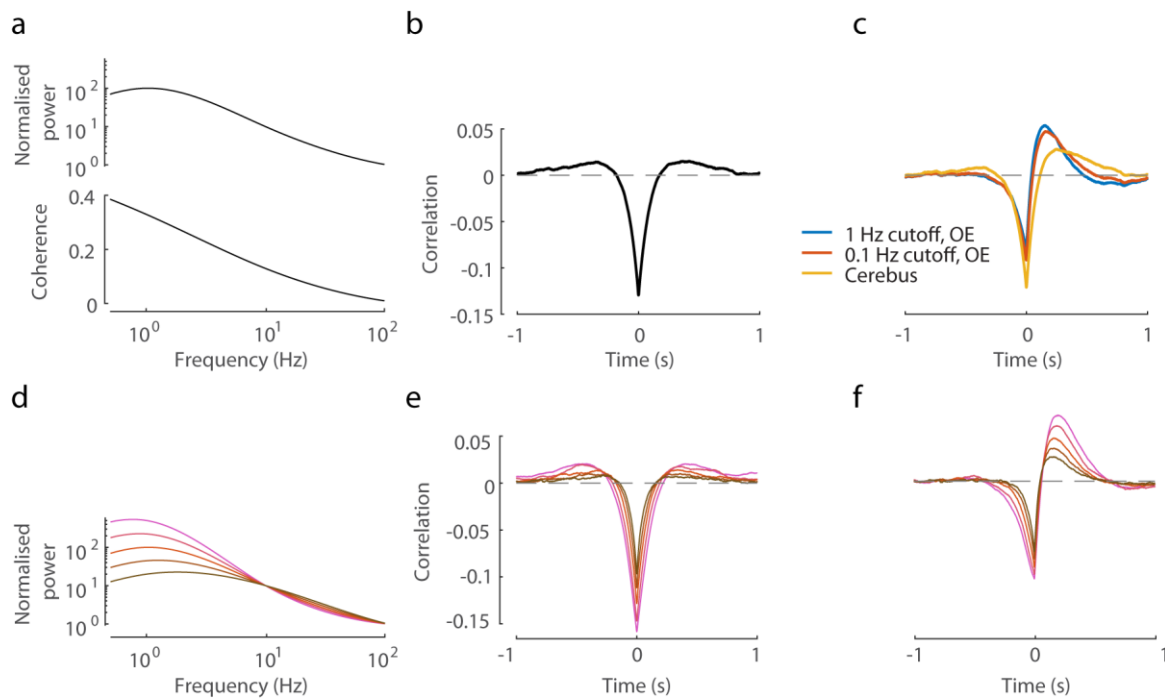 a
b
c
Normalised
power
10^2
10^1
10^0
Coherence
0.4
0.2
0
10^0
10^1
10^2
Frequency (Hz)
Correlation
0.05
0
-0.05
-0.1
-0.15
-1
0
1
Time (s)
1 Hz cutoff, OE
0.1 Hz cutoff, OE
Cerebus
-1
0
1
Time (s)
d
e
f
Normalised
power
10^2
10^1
10^0
10^0
10^1
10^2
Frequency (Hz)
Correlation
0.05
0
-0.05
-0.1
-0.15
-1
0
1
Time (s)
-1
0
1
Time (s)